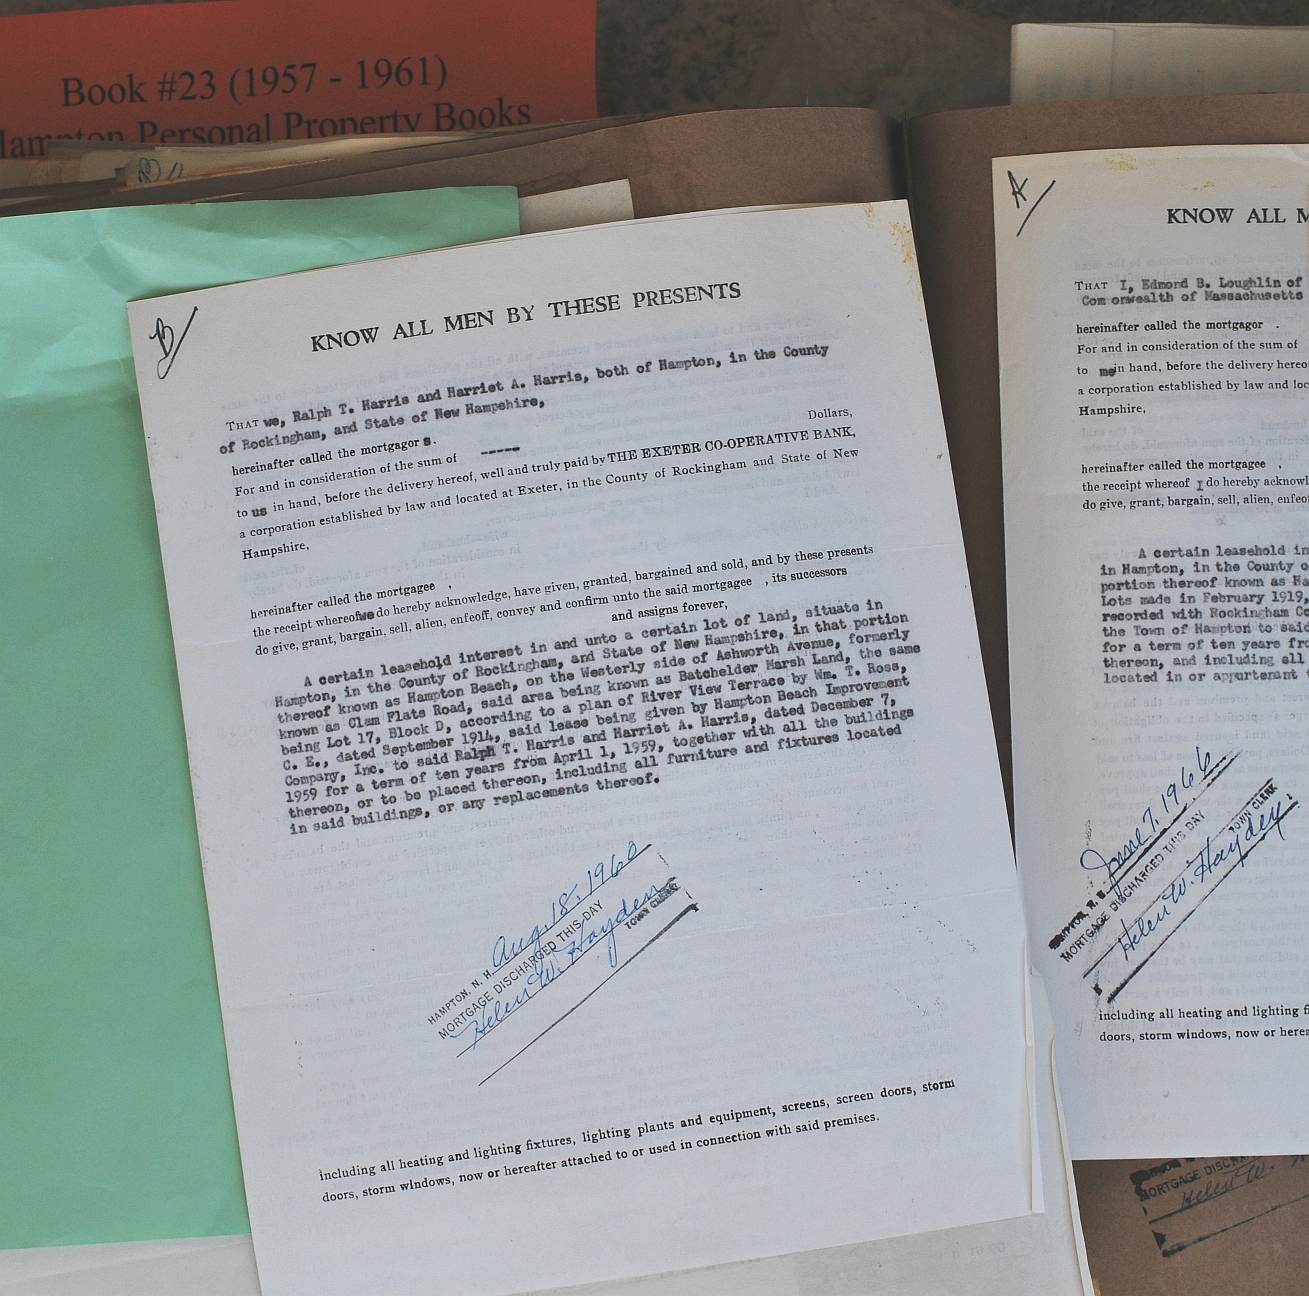 Book #23 (1957 - 1961)
Hampton Personal Property Books
B/
KNOW ALL MEN BY THESE PRESENTS
THAT we, Ralph T. Harris and Harriet A. Harris, both of Hampton, in the County
of Rockingham, and State of New Hampshire,
hereinafter called the mortgagor s.
For and in consideration of the sum of ----- Dollars,
to us in hand, before the delivery hereof, well and truly paid by THE EXETER CO-OPERATIVE BANK,
a corporation established by law and located at Exeter, in the County of Rockingham and State of New
Hampshire,
hereinafter called the mortgagee ,
the receipt whereof we do hereby acknowledge, have given, granted, bargained and sold, and by these presents
do give, grant, bargain, sell, alien, enfeoff, convey and confirm unto the said mortgagee , its successors
and assigns forever,
A certain leasehold interest in and unto a certain lot of land, situate in
Hampton, in the County of Rockingham, and State of New Hampshire, in that portion
thereof known as Hampton Beach, on the Westerly side of Ashworth Avenue, formerly
known as Clam Flats Road, said area being known as Batchelder Marsh Land, the same
being Lot 17, Block D, according to a plan of River View Terrace by Wm. T. Ross,
C. E., dated September 1914, said lease being given by Hampton Beach Improvement
Company, Inc. to said Ralph T. Harris and Harriet A. Harris, dated December 7,
1959 for a term of ten years from April 1, 1959, together with all the buildings
thereon, or to be placed thereon, including all furniture and fixtures located
in said buildings, or any replacements thereof.
HAMPTON, N. H. Aug. 18, 1960
MORTGAGE DISCHARGED THIS DAY
Helen W. Hayden
TOWN CLERK
including all heating and lighting fixtures, lighting plants and equipment, screens, screen doors, storm
doors, storm windows, now or hereafter attached to or used in connection with said premises.
A/
KNOW ALL M
THAT I, Edmond B. Loughlin of
Com onwealth of Massachusetts
hereinafter called the mortgagor .
For and in consideration of the sum of
to me in hand, before the delivery hereo
a corporation established by law and loc
Hampshire,
hereinafter called the mortgagee ,
the receipt whereof I do hereby acknowl
do give, grant, bargain, sell, alien, enfeof
A certain leasehold in
in Hampton, in the County o
portion thereof known as Ha
Lots made in February 1919,
recorded with Rockingham Co
the Town of Hampton to said
for a term of ten years fro
thereon, and including all
located in or appurtenant
HAMPTON, N. H. June 7, 1966
MORTGAGE DISCHARGED THIS DAY
Helen W. Hayden
TOWN CLERK
including all heating and lighting fi
doors, storm windows, now or herea
MORTGAGE DISCHA
Helen W.